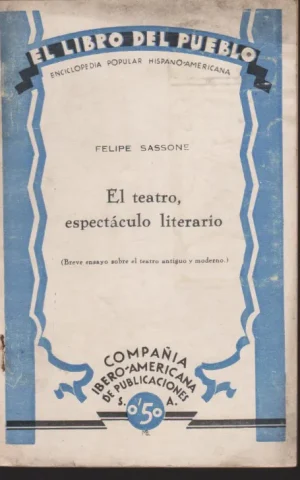 EL LIBRO DEL PUEBLO
ENCICLOPEDIA POPULAR HISPANO-AMERICANA
FELIPE SASSONE
El teatro,
espectáculo literario
(Breve ensayo sobre el teatro antiguo y moderno.)
COMPAÑIA
IBERO-AMERICANA
DE PUBLICACIONES
S. A.
0'50